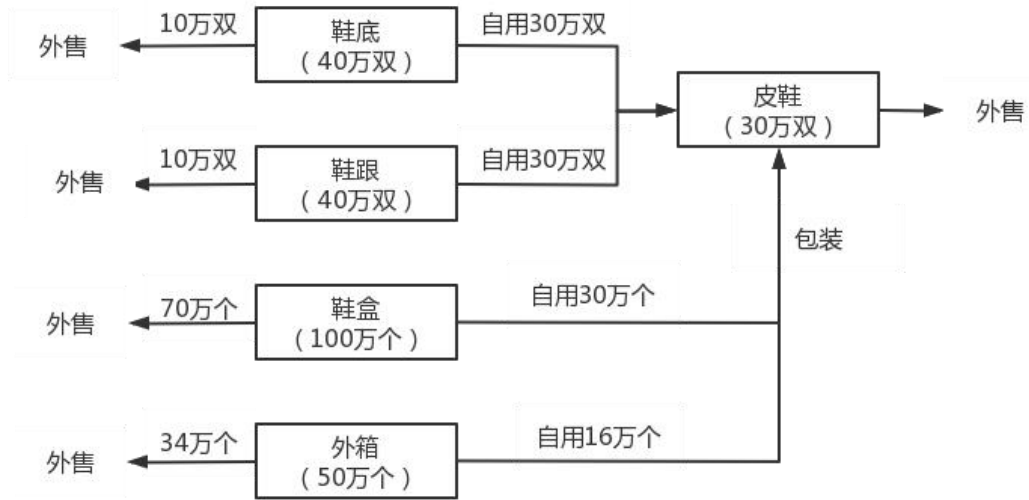 10万双
鞋底
自用30万双
外售
（40万双）
皮鞋
（30万双）
外售
10万双
鞋跟
自用30万双
外售
（40万双）
包装
70万个
鞋盒
自用30万个
外售
（100万个）
34万个
外箱
自用16万个
外售
（50万个）